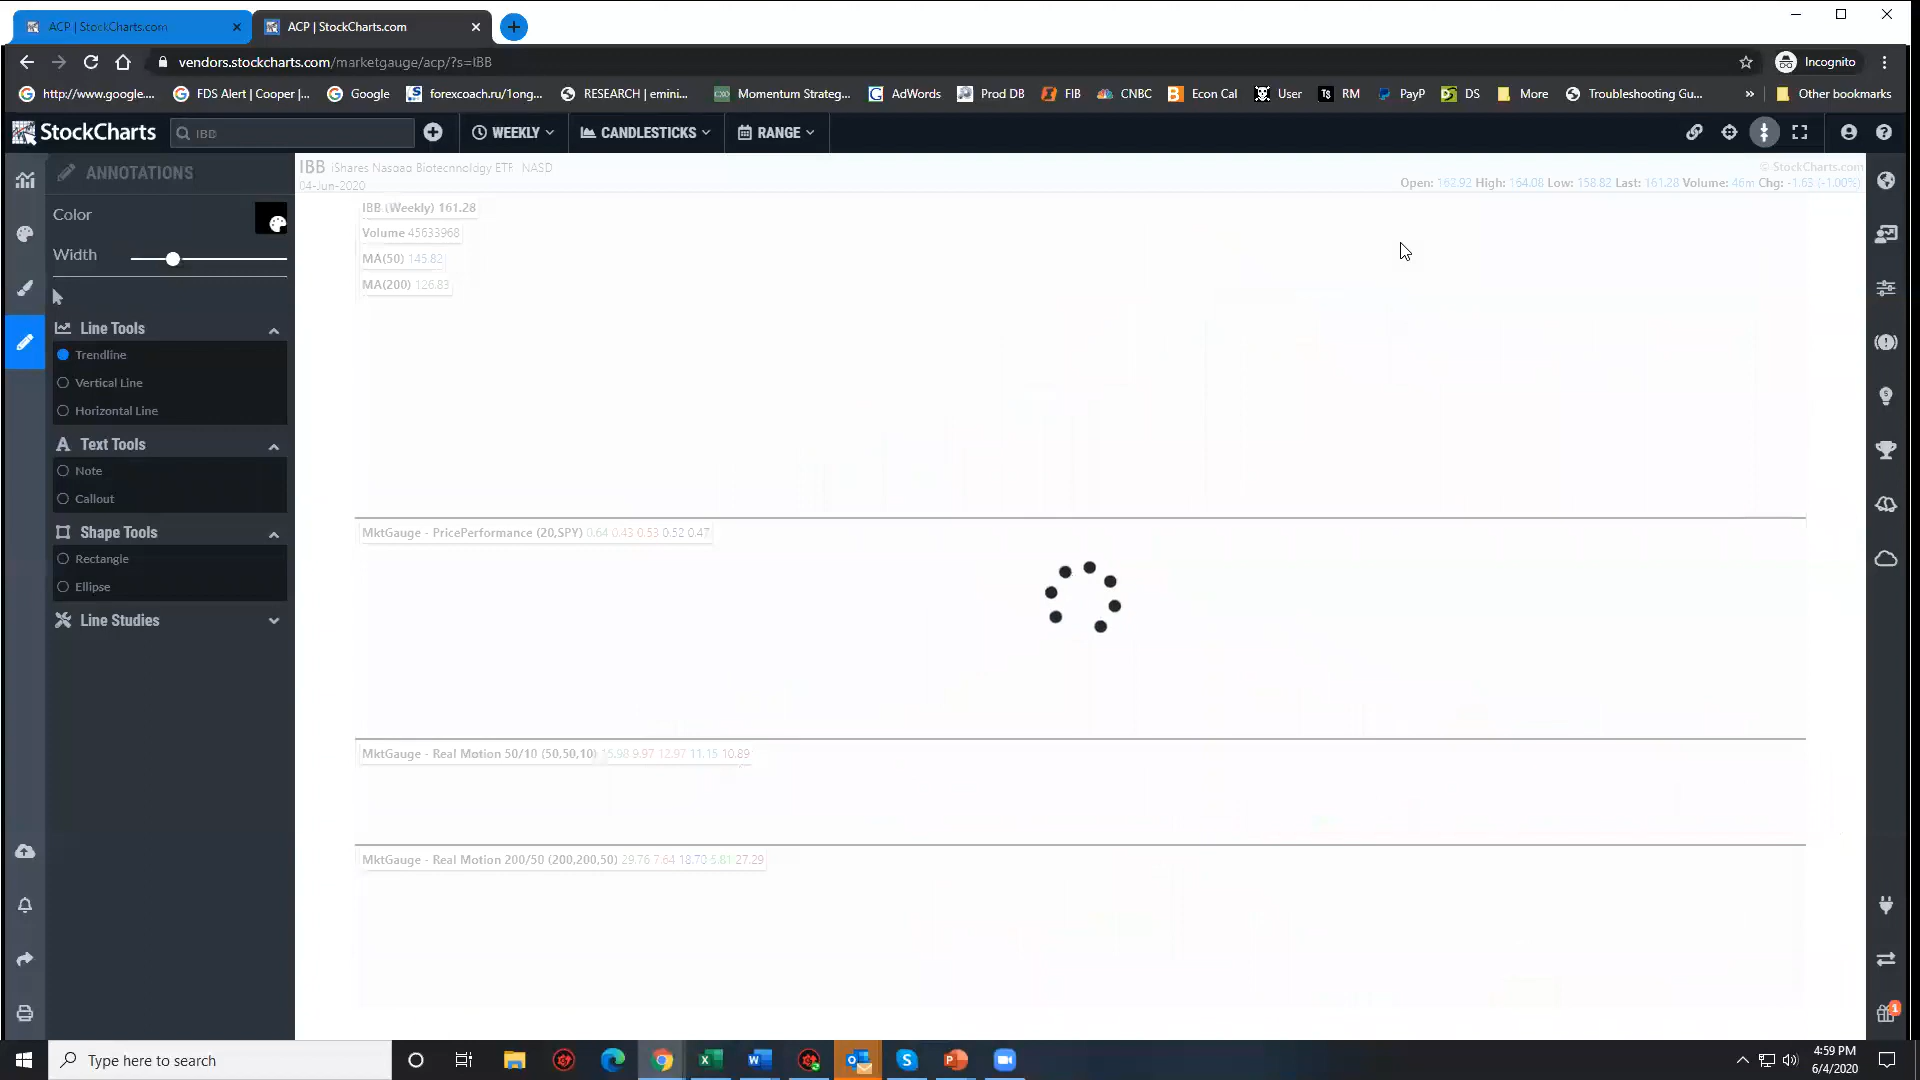 ACP | StockCharts.com
ACP | StockCharts.com
vendors.stockcharts.com/marketgauge/acp/?s=IBB
Incognito
http://www.google....
FDS Alert | Cooper |...
Google
forexcoach.ru/1ong...
RESEARCH | emini...
Momentum Strateg...
AdWords
Prod DB
FIB
CNBC
Econ Cal
User
RM
PayP
DS
More
Troubleshooting Gu...
»
Other bookmarks
StockCharts
IBB
WEEKLY
CANDLESTICKS
RANGE
ANNOTATIONS
Color
Width
Line Tools
Trendline
Vertical Line
Horizontal Line
Text Tools
Note
Callout
Shape Tools
Rectangle
Ellipse
Line Studies
IBB iShares Nasdaq Biotechnology ETF NASD
© StockCharts.com
04-Jun-2020
Open: 162.92 High: 164.08 Low: 158.82 Last: 161.28 Volume: 46m Chg: -1.63 (-1.00%)
IBB (Weekly) 161.28
Volume 45633968
MA(50) 145.82
MA(200) 126.83
MktGauge - PricePerformance (20,SPY) 0.64 0.43 0.53 0.52 0.47
MktGauge - Real Motion 50/10 (50,50,10) 15.98 9.97 12.97 11.15 10.89
MktGauge - Real Motion 200/50 (200,200,50) 29.76 7.64 18.70 5.81 27.29
1
Type here to search
4:59 PM
6/4/2020